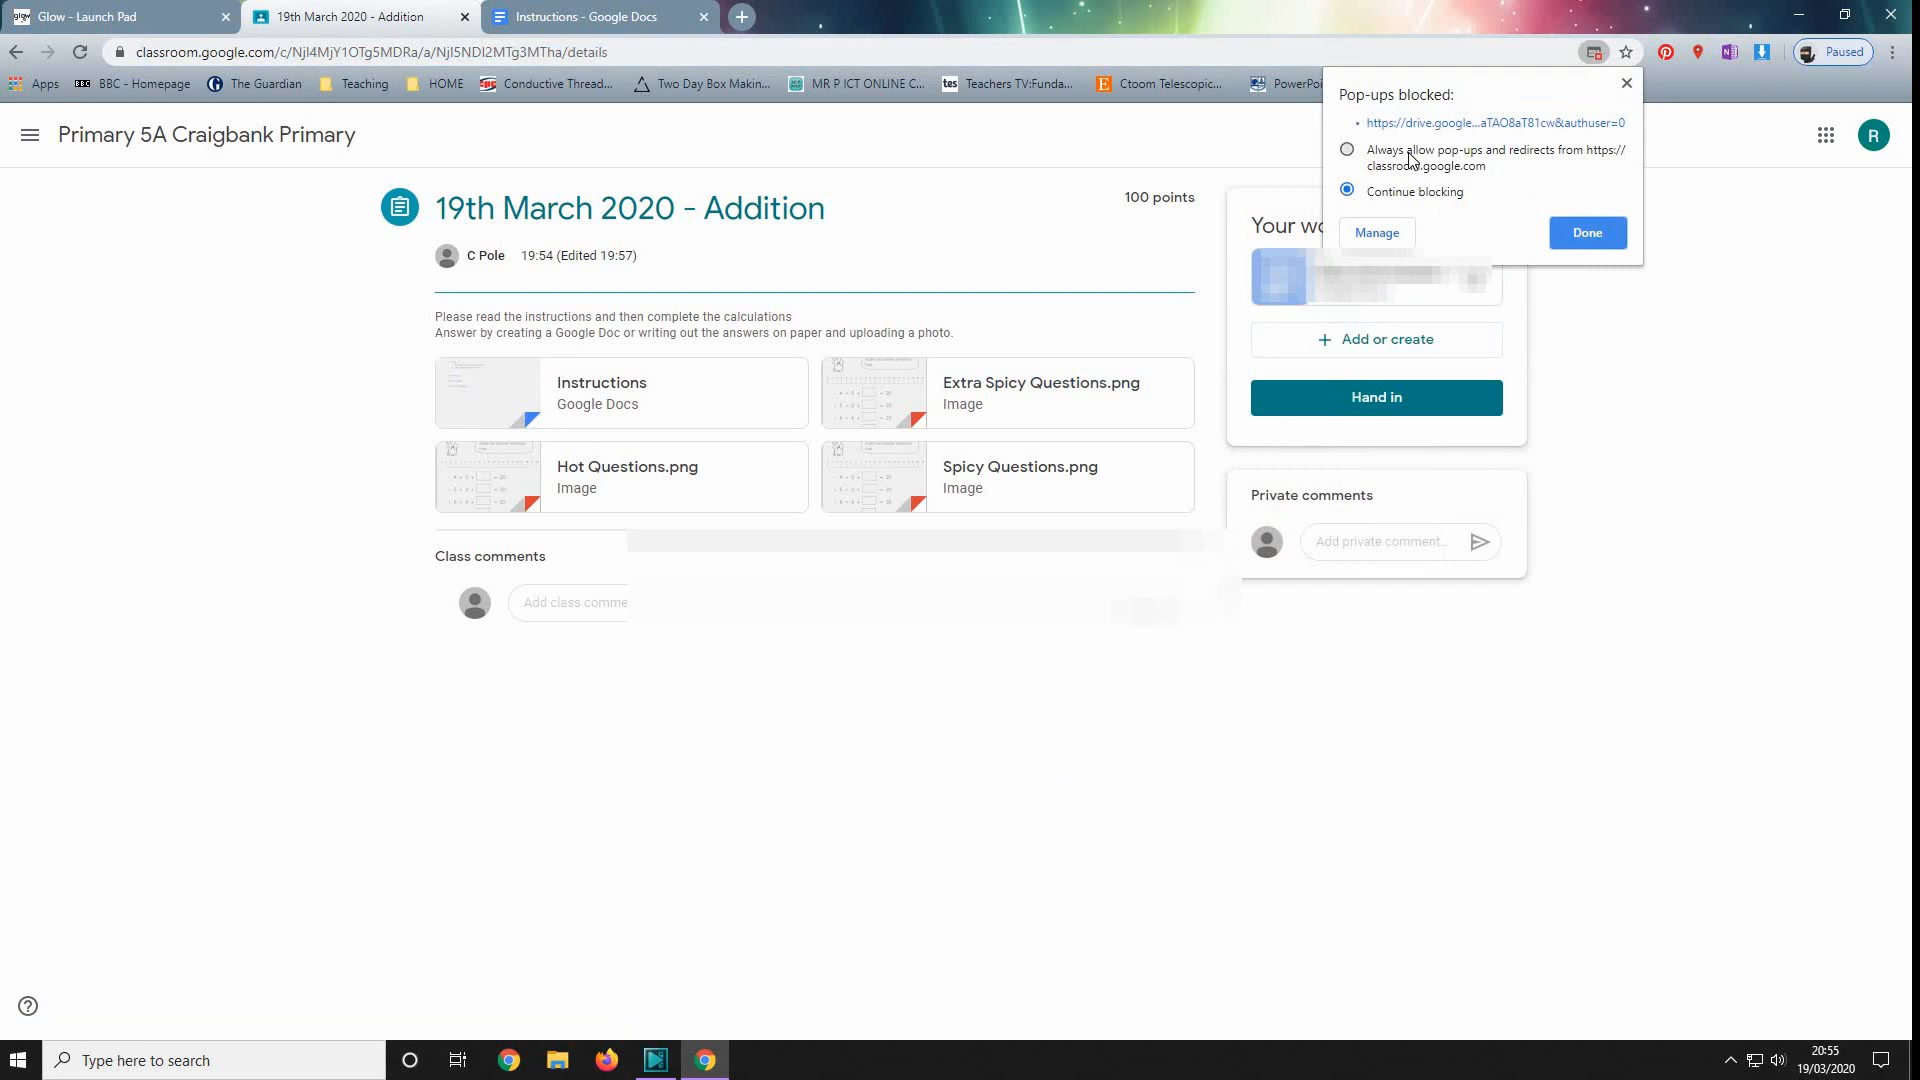 glow
Glow - Launch Pad
19th March 2020 - Addition
Instructions - Google Docs
classroom.google.com/c/NjI4MjY1OTg5MDRa/a/NjI5NDI2MTg3MTha/details
Paused
Apps
BBC BBC - Homepage
The Guardian
Teaching
HOME
Conductive Thread...
Two Day Box Makin...
MR P ICT ONLINE C...
tes Teachers TV:Funda...
E Ctoom Telescopic...
PowerPoi
Pop-ups blocked:
• https://drive.google...aTAO8aT81cw&authuser=0
Always allow pop-ups and redirects from https://
classroom.google.com
Continue blocking
Manage
Done
Primary 5A Craigbank Primary
R
19th March 2020 - Addition
100 points
C Pole 19:54 (Edited 19:57)
Please read the instructions and then complete the calculations
Answer by creating a Google Doc or writing out the answers on paper and uploading a photo.
Instructions
Google Docs
Extra Spicy Questions.png
Image
Hot Questions.png
Image
Spicy Questions.png
Image
Class comments
Add class comme
Your wo
+ Add or create
Hand in
Private comments
Add private comment...
Type here to search
20:55
19/03/2020